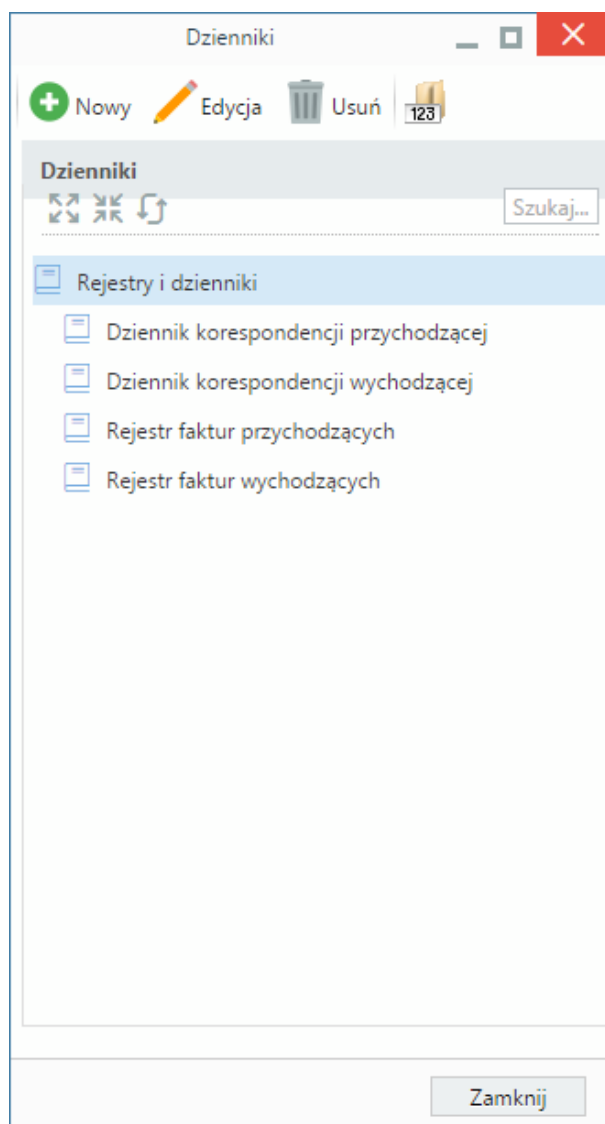 Dzienniki
Nowy Edycja Usuń 123
Dzienniki
Szukaj...
Rejestry i dzienniki
Dziennik korespondencji przychodzącej
Dziennik korespondencji wychodzącej
Rejestr faktur przychodzących
Rejestr faktur wychodzących
Zamknij